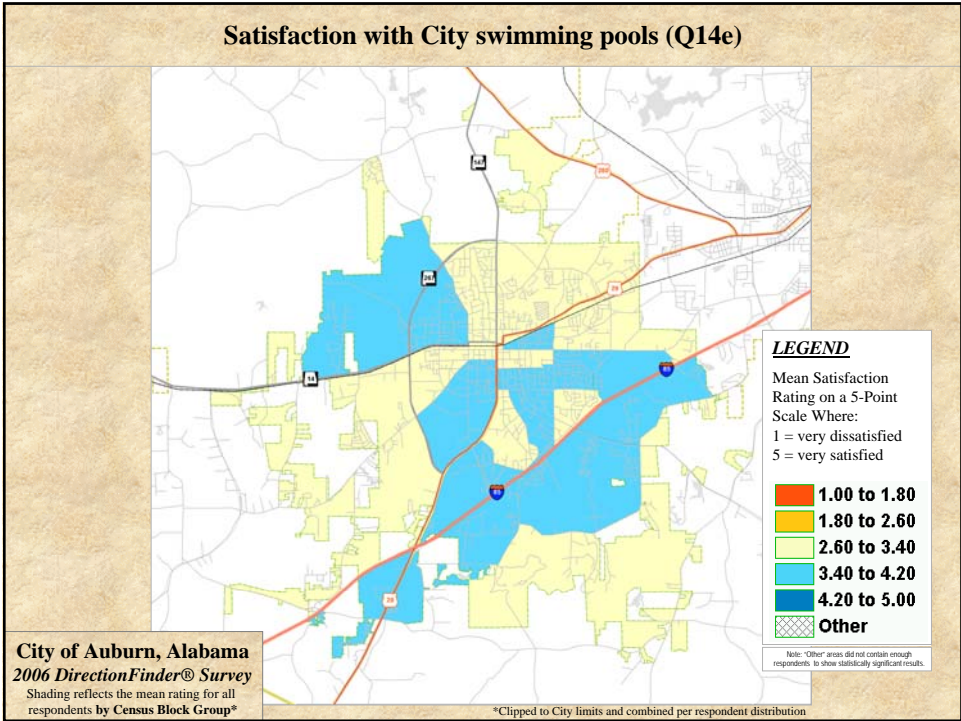 Satisfaction with City swimming pools (Q14e)
147
280
267
29
14
85
85
29
LEGEND
Mean Satisfaction
Rating on a 5-Point
Scale Where:
1 = very dissatisfied
5 = very satisfied
1.00 to 1.80
1.80 to 2.60
2.60 to 3.40
3.40 to 4.20
4.20 to 5.00
Other
Note: "Other" areas did not contain enough
respondents to show statistically significant results.
City of Auburn, Alabama
2006 DirectionFinder® Survey
Shading reflects the mean rating for all
respondents by Census Block Group*
*Clipped to City limits and combined per respondent distribution